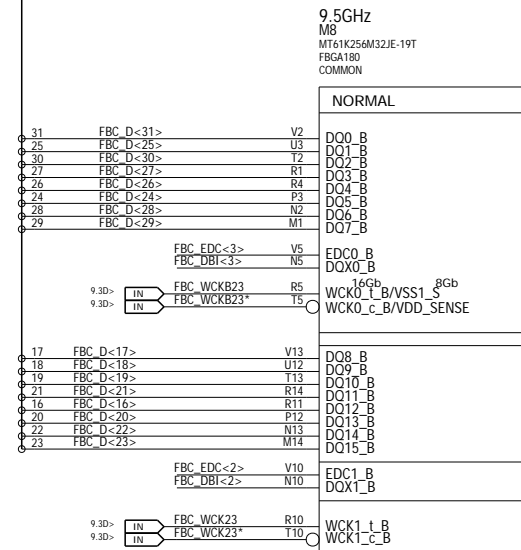 9.5GHz
M8
MT61K256M32JE-19T
FBGA180
COMMON
NORMAL
31 FBC_D<31> V2 DQ0_B
25 FBC_D<25> U3 DQ1_B
30 FBC_D<30> T2 DQ2_B
27 FBC_D<27> R1 DQ3_B
26 FBC_D<26> R4 DQ4_B
24 FBC_D<24> P3 DQ5_B
28 FBC_D<28> N2 DQ6_B
29 FBC_D<29> M1 DQ7_B
FBC_EDC<3> V5 EDC0_B
FBC_DBI<3> N5 DQX0_B
16Gb 8Gb
9.3D> IN FBC_WCKB23 R5 WCK0_t_B/VSS1_S
9.3D> IN FBC_WCKB23* T5 WCK0_c_B/VDD_SENSE
17 FBC_D<17> V13 DQ8_B
18 FBC_D<18> U12 DQ9_B
19 FBC_D<19> T13 DQ10_B
21 FBC_D<21> R14 DQ11_B
16 FBC_D<16> R11 DQ12_B
20 FBC_D<20> P12 DQ13_B
22 FBC_D<22> N13 DQ14_B
23 FBC_D<23> M14 DQ15_B
FBC_EDC<2> V10 EDC1_B
FBC_DBI<2> N10 DQX1_B
9.3D> IN FBC_WCK23 R10 WCK1_t_B
9.3D> IN FBC_WCK23* T10 WCK1_c_B